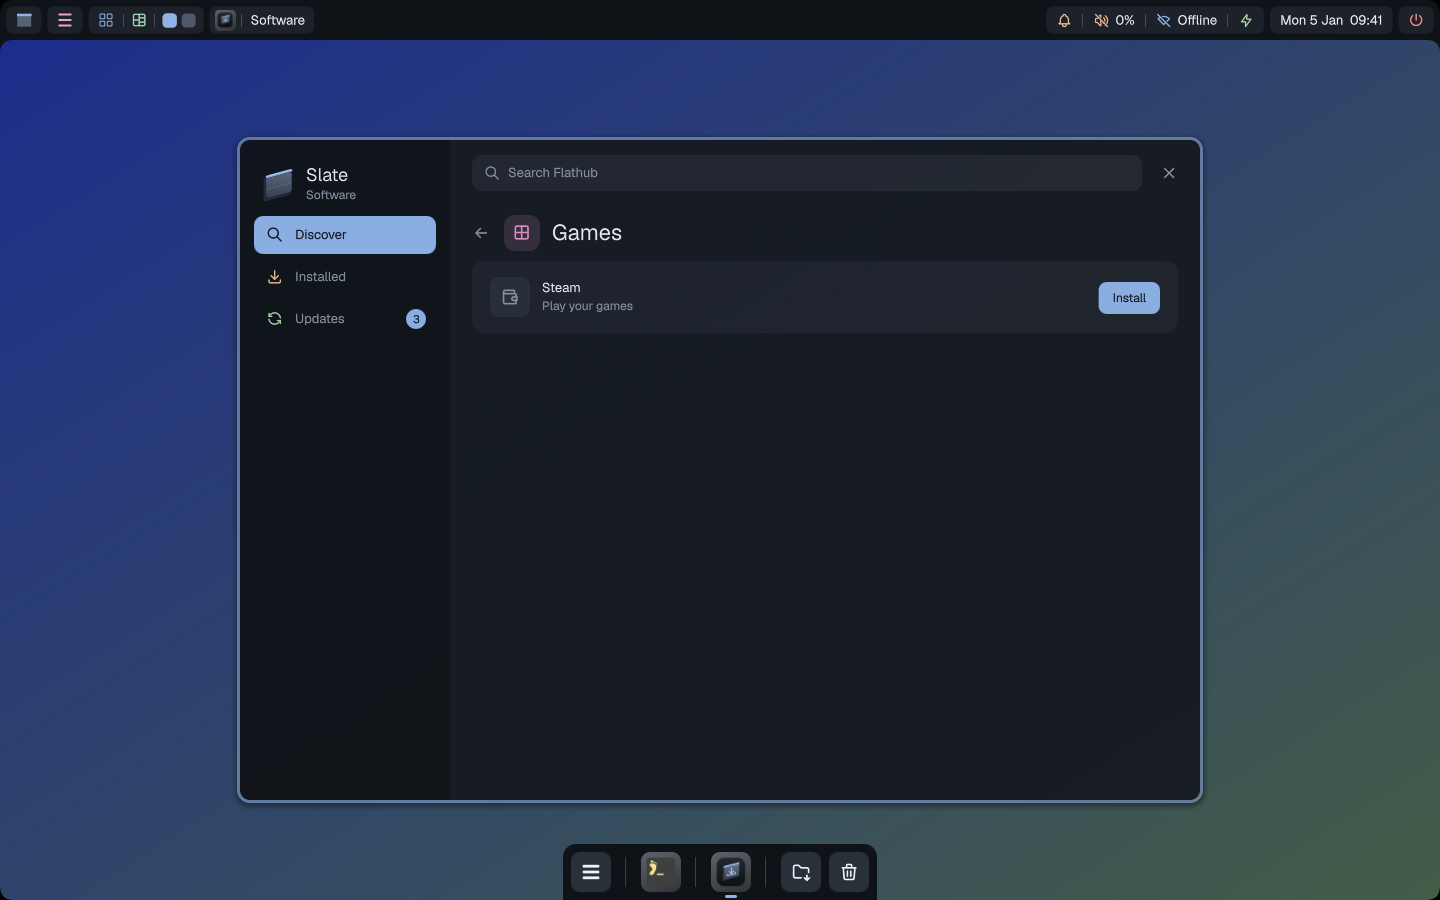 Software
0%
Offline
Mon 5 Jan 09:41
Slate
Software
Search Flathub
Discover
Installed
Updates
3
Games
Steam
Play your games
Install